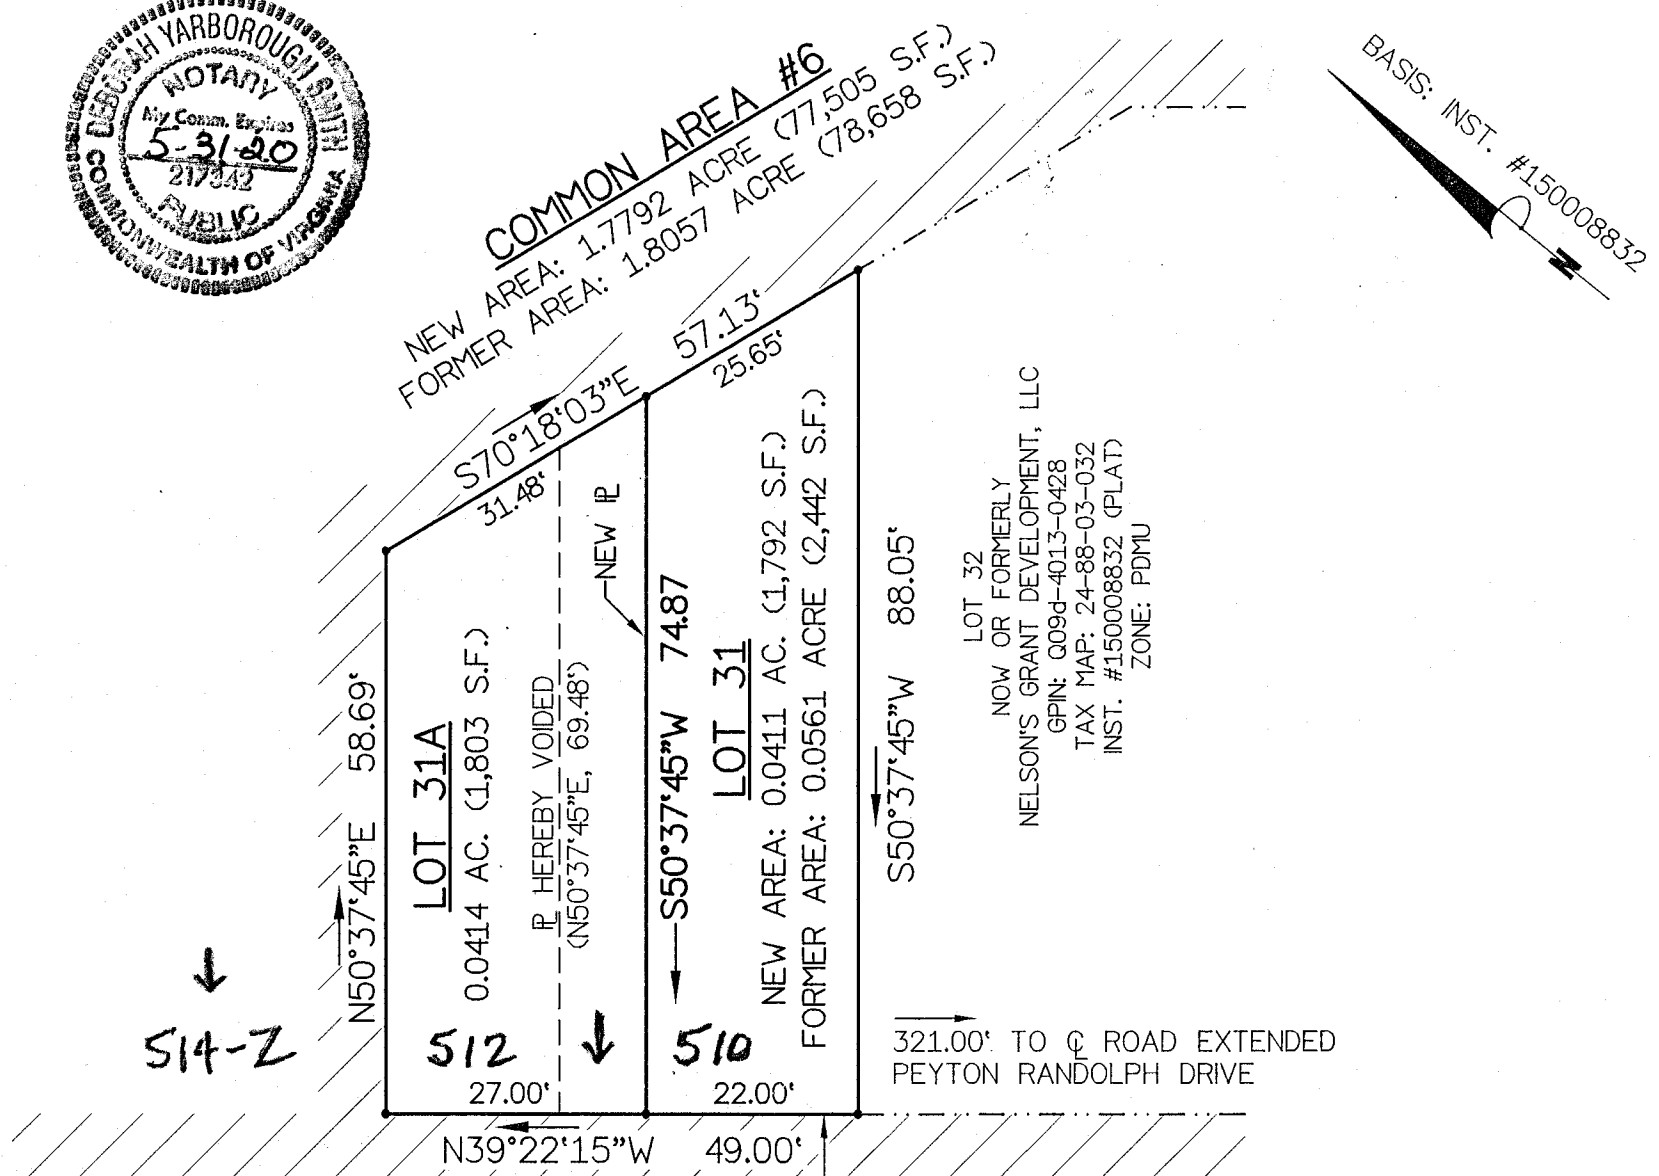 DEBORAH YARBOROUGH SMITH
NOTARY
My Comm. Expires
5-31-20
217342
PUBLIC
COMMONWEALTH OF VIRGINIA
COMMON AREA #6
NEW AREA: 1.7792 ACRE (77,505 S.F.)
FORMER AREA: 1.8057 ACRE (78,658 S.F.)
BASIS: INST. #150008832
N
S70°18'03"E
57.13'
31.48'
25.65'
N50°37'45"E 58.69'
LOT 31A
0.0414 AC. (1,803 S.F.)
PL HEREBY VOIDED
(N50°37'45"E, 69.48')
NEW PL
S50°37'45"W 74.87
LOT 31
NEW AREA: 0.0411 AC. (1,792 S.F.)
FORMER AREA: 0.0561 ACRE (2,442 S.F.)
S50°37'45"W 88.05'
LOT 32
NOW OR FORMERLY
NELSON'S GRANT DEVELOPMENT, LLC
GPIN: Q09d-4013-0428
TAX MAP: 24-88-03-032
INST. #150008832 (PLAT)
ZONE: PDMU
514-Z
512
510
27.00'
22.00'
321.00' TO CL ROAD EXTENDED
PEYTON RANDOLPH DRIVE
N39°22'15"W 49.00'